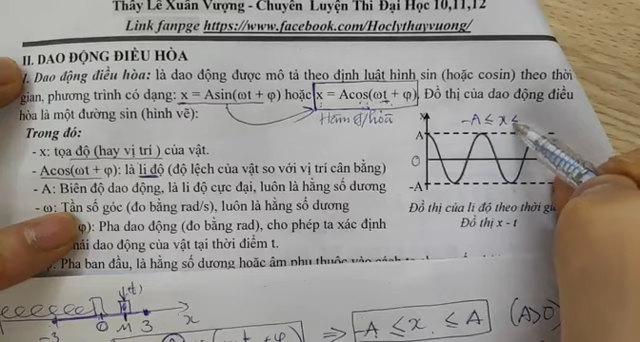 Thầy Lê Xuân Vượng - Chuyên Luyện Thi Đại Học 10,11,12
Link fanpge https://www.facebook.com/Hoclythayvuong/
II. DAO ĐỘNG ĐIỀU HÒA
1. Dao động điều hòa: là dao động được mô tả theo định luật hình sin (hoặc cosin) theo thời
gian, phương trình có dạng: x = Asin(ωt + φ) hoặc x = Acos(ωt + φ). Đồ thị của dao động điều
hòa là một đường sin (hình vẽ):
Hàm đ/hòa
-A ≤ x ≤
Trong đó:
- x: tọa độ (hay vị trí) của vật.
- Acos(ωt + φ): là li độ (độ lệch của vật so với vị trí cân bằng)
- A: Biên độ dao động, là li độ cực đại, luôn là hằng số dương
- ω: Tần số góc (đo bằng rad/s), luôn là hằng số dương
φ): Pha dao động (đo bằng rad), cho phép ta xác định
thái dao động của vật tại thời điểm t.
Pha ban đầu, là hằng số dương hoặc âm phụ thuộc vào
x
A
0
-A
Đồ thị của li độ theo thời
Đồ thị x - t
(t)
-3 O M 3 x
⇒ -A ≤ x ≤ A (A>0)